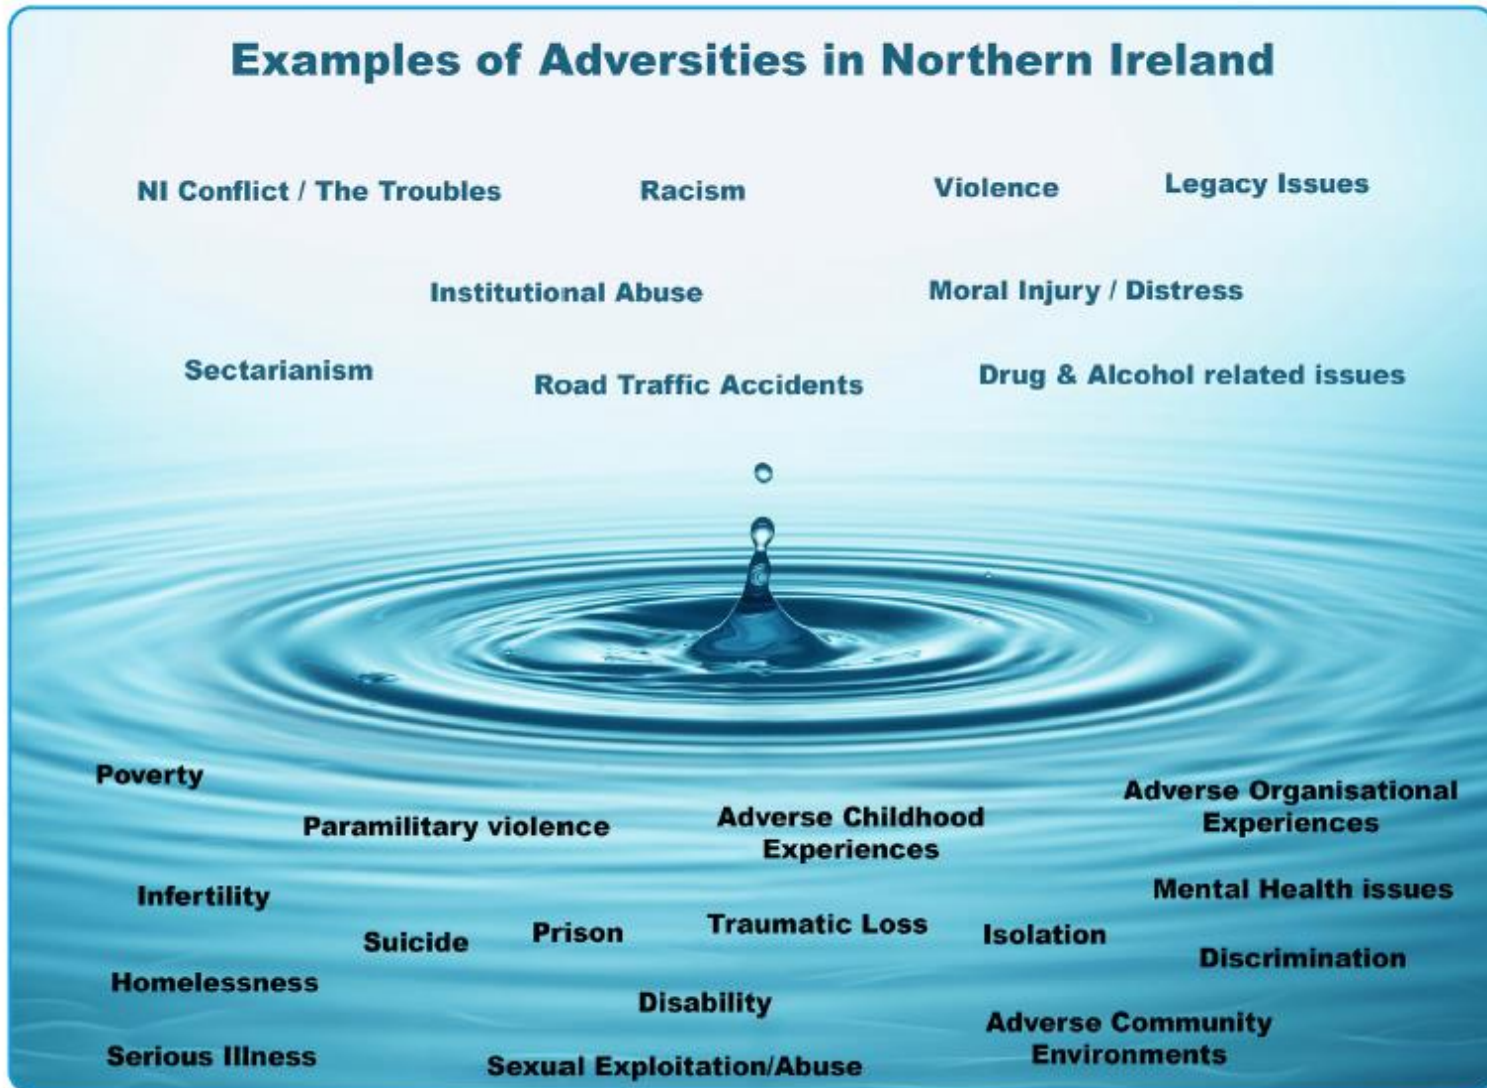 Examples of Adversities in Northern Ireland
NI Conflict / The Troubles
Racism
Violence
Legacy Issues
Institutional Abuse
Moral Injury / Distress
Sectarianism
Road Traffic Accidents
Drug & Alcohol related issues
Poverty
Paramilitary violence
Adverse Childhood
Experiences
Adverse Organisational
Experiences
Infertility
Mental Health issues
Suicide
Prison
Traumatic Loss
Isolation
Discrimination
Homelessness
Disability
Adverse Community
Environments
Serious Illness
Sexual Exploitation/Abuse